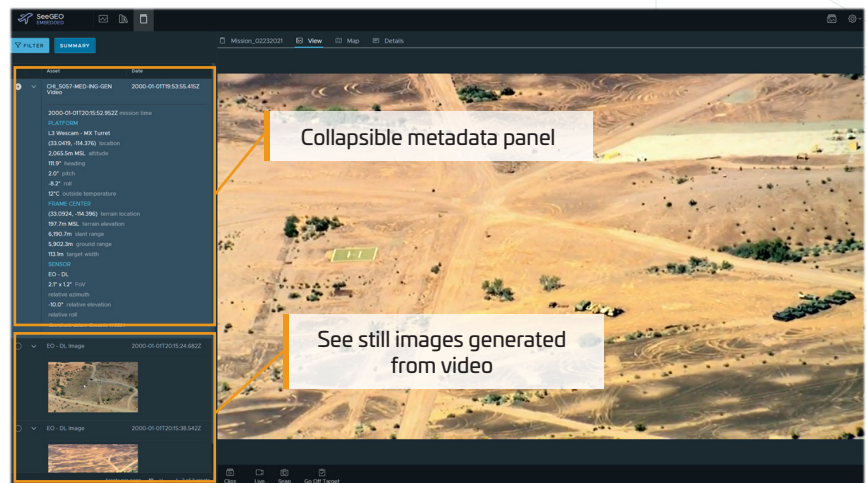 SeeGEO
EMBEDDED
FILTER
SUMMARY
Mission_02232021 View Map Details
Asset Date
CHI_5057-MED-ING-GEN
Video
2000-01-01T19:53:55.415Z
2000-01-01T20:15:52.952Z mission time
PLATFORM
L3 Wescam - MX Turret
(33.0419, -114.376) location
2,065.5m MSL altitude
111.9° heading
2.0° pitch
-8.2° roll
12°C outside temperature
FRAME CENTER
(33.0924, -114.396) terrain location
197.7m MSL terrain elevation
6,190.7m slant range
5,902.3m ground range
113.1m target width
SENSOR
EO - DL
2.1° x 1.2° FoV
relative azimuth
-10.0° relative elevation
relative roll
Collapsible metadata panel
H
EO - DL Image 2000-01-01T20:15:24.682Z
See still images generated
from video
EO - DL Image 2000-01-01T20:15:38.542Z
Clips Live Snap Go Off Target